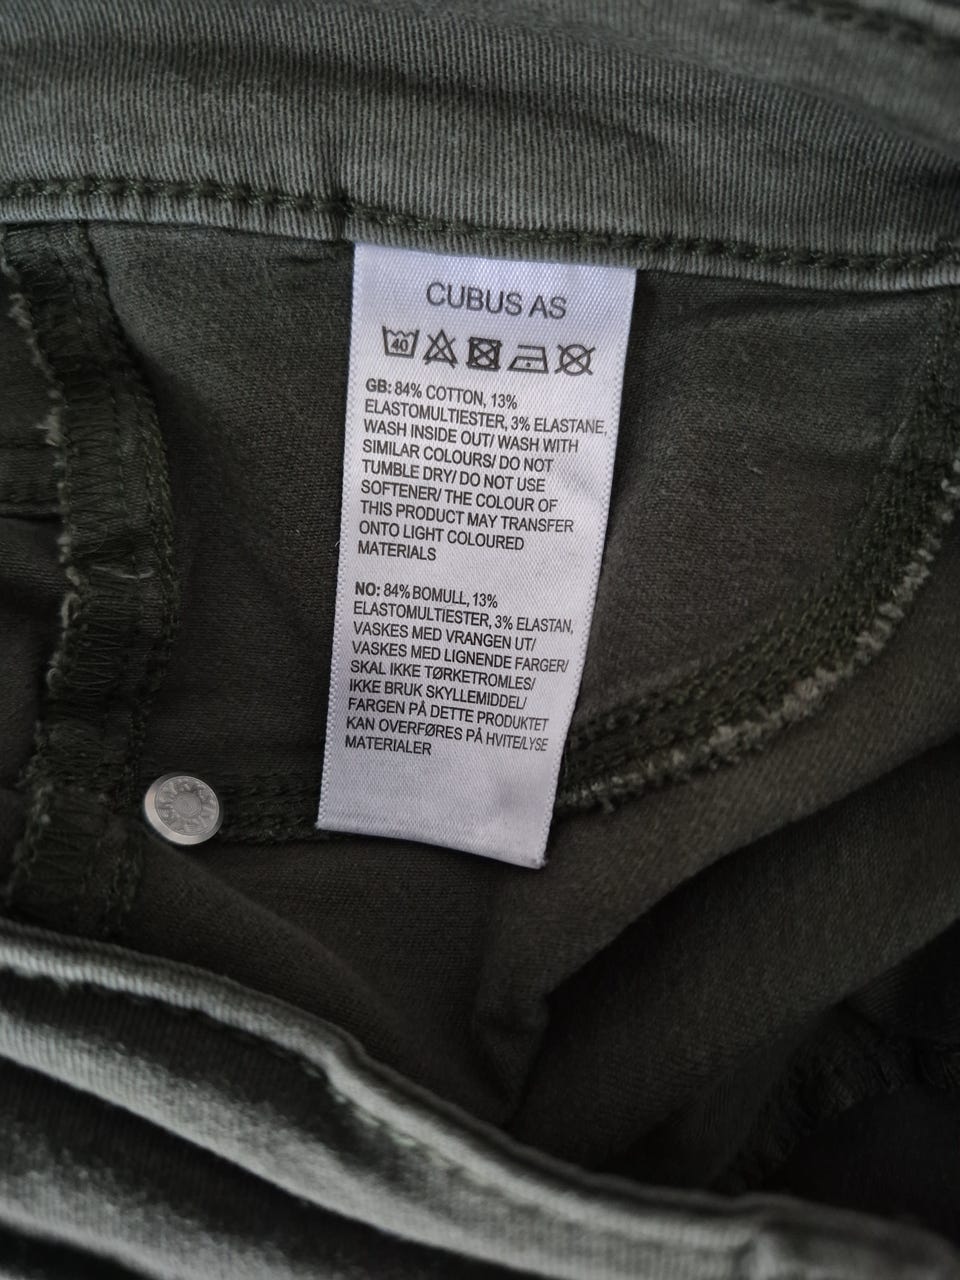 CUBUS AS
40
GB: 84% COTTON, 13%
ELASTOMULTIESTER, 3% ELASTANE,
WASH INSIDE OUT/ WASH WITH
SIMILAR COLOURS/ DO NOT
TUMBLE DRY/ DO NOT USE
SOFTENER/ THE COLOUR OF
THIS PRODUCT MAY TRANSFER
ONTO LIGHT COLOURED
MATERIALS
NO: 84% BOMULL, 13%
ELASTOMULTIESTER, 3% ELASTAN,
VASKES MED VRANGEN UT/
VASKES MED LIGNENDE FARGER/
SKAL IKKE TØRKETROMLES/
IKKE BRUK SKYLLEMIDDEL/
FARGEN PÅ DETTE PRODUKTET
KAN OVERFØRES PÅ HVITE/LYSE
MATERIALER